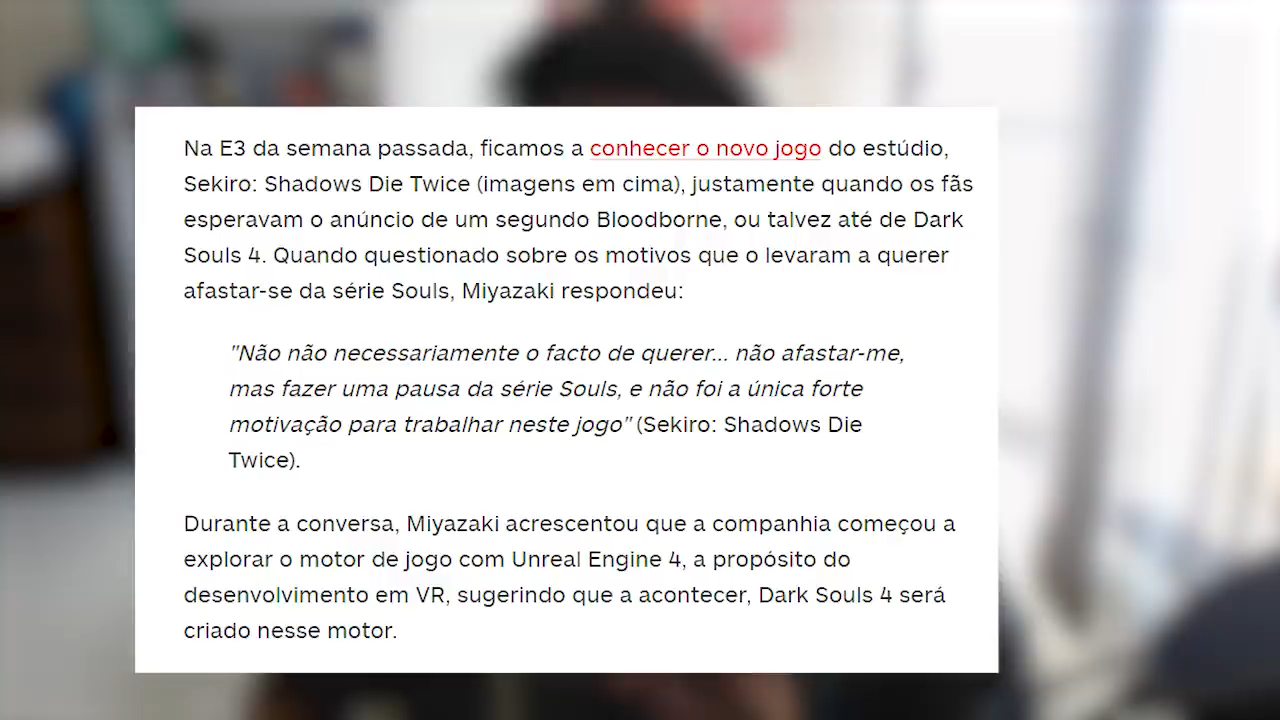 Na E3 da semana passada, ficamos a conhecer o novo jogo do estúdio,
Sekiro: Shadows Die Twice (imagens em cima), justamente quando os fãs
esperavam o anúncio de um segundo Bloodborne, ou talvez até de Dark
Souls 4. Quando questionado sobre os motivos que o levaram a querer
afastar-se da série Souls, Miyazaki respondeu:
"Não não necessariamente o facto de querer... não afastar-me,
mas fazer uma pausa da série Souls, e não foi a única forte
motivação para trabalhar neste jogo" (Sekiro: Shadows Die
Twice).
Durante a conversa, Miyazaki acrescentou que a companhia começou a
explorar o motor de jogo com Unreal Engine 4, a propósito do
desenvolvimento em VR, sugerindo que a acontecer, Dark Souls 4 será
criado nesse motor.